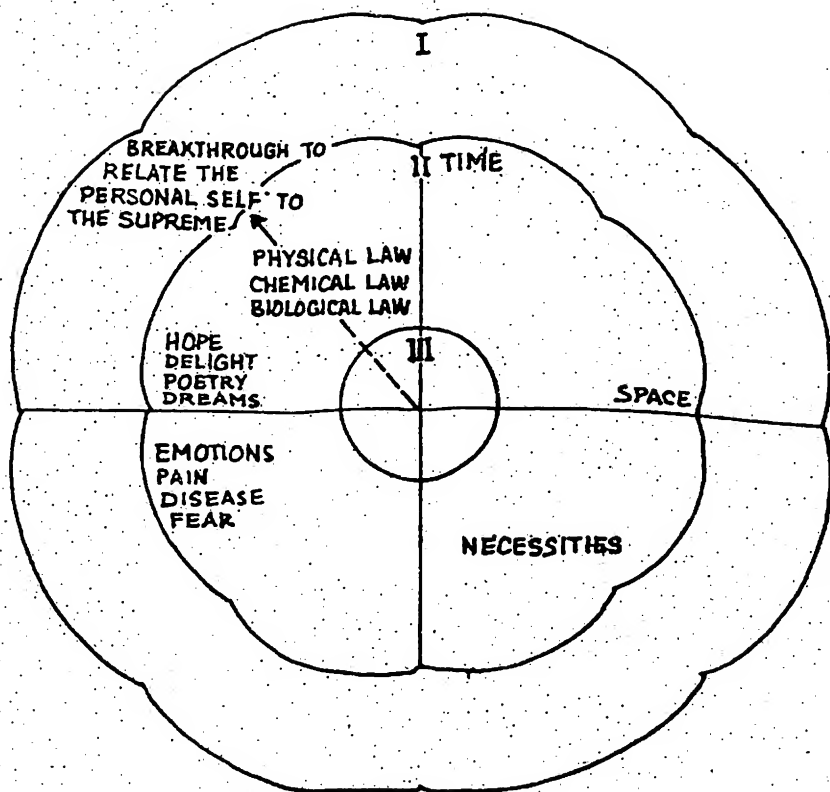 I
BREAKTHROUGH TO
RELATE THE
PERSONAL SELF TO
THE SUPREME
II TIME
PHYSICAL LAW
CHEMICAL LAW
BIOLOGICAL LAW
III
HOPE
DELIGHT
POETRY
DREAMS
SPACE
EMOTIONS
PAIN
DISEASE
FEAR
NECESSITIES